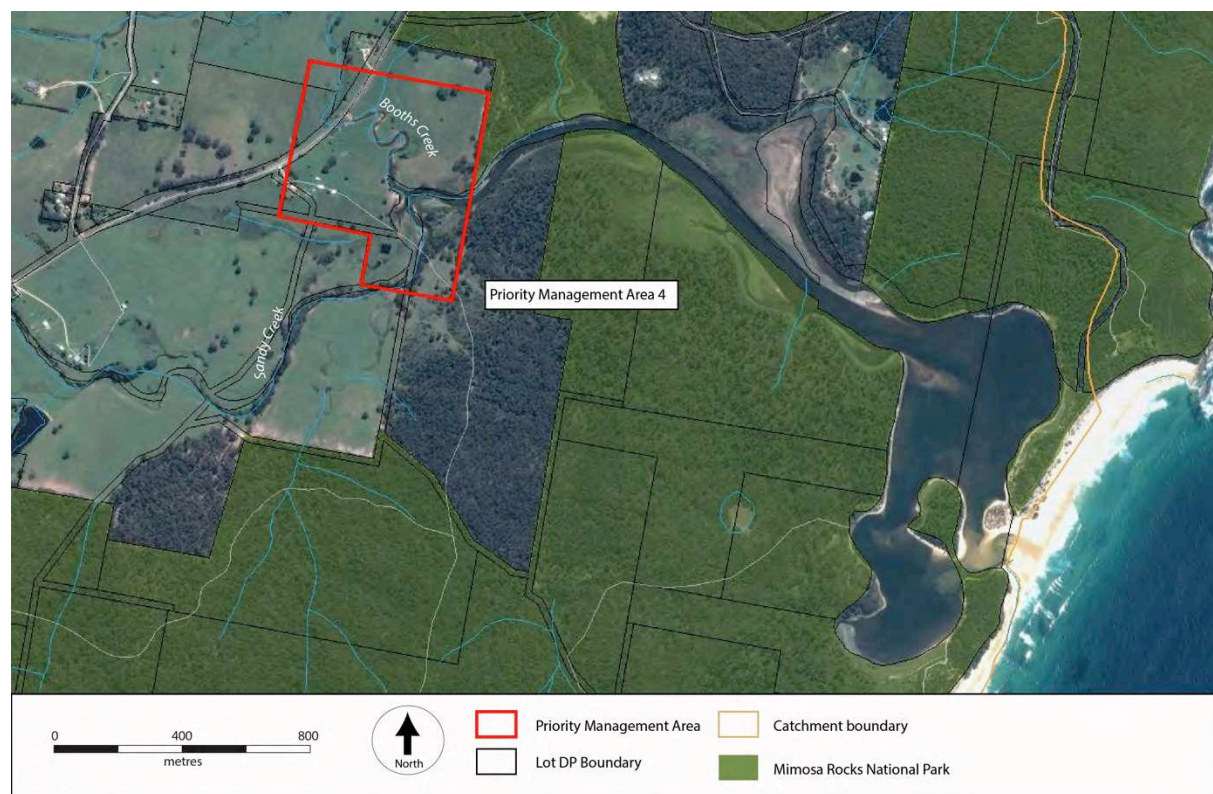 Booths Creek
Priority Management Area 4
Sandy Creek
0 400 800
metres
North
Priority Management Area
Lot DP Boundary
Catchment boundary
Mimosa Rocks National Park